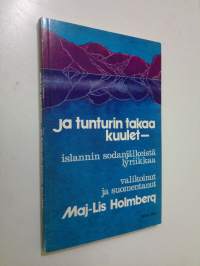 ja tunturin takaa
kuulet—
islannin sodanjälkeistä
lyriikkaa
valikoinut
ja suomentanut
Maj-Lis Holmberg